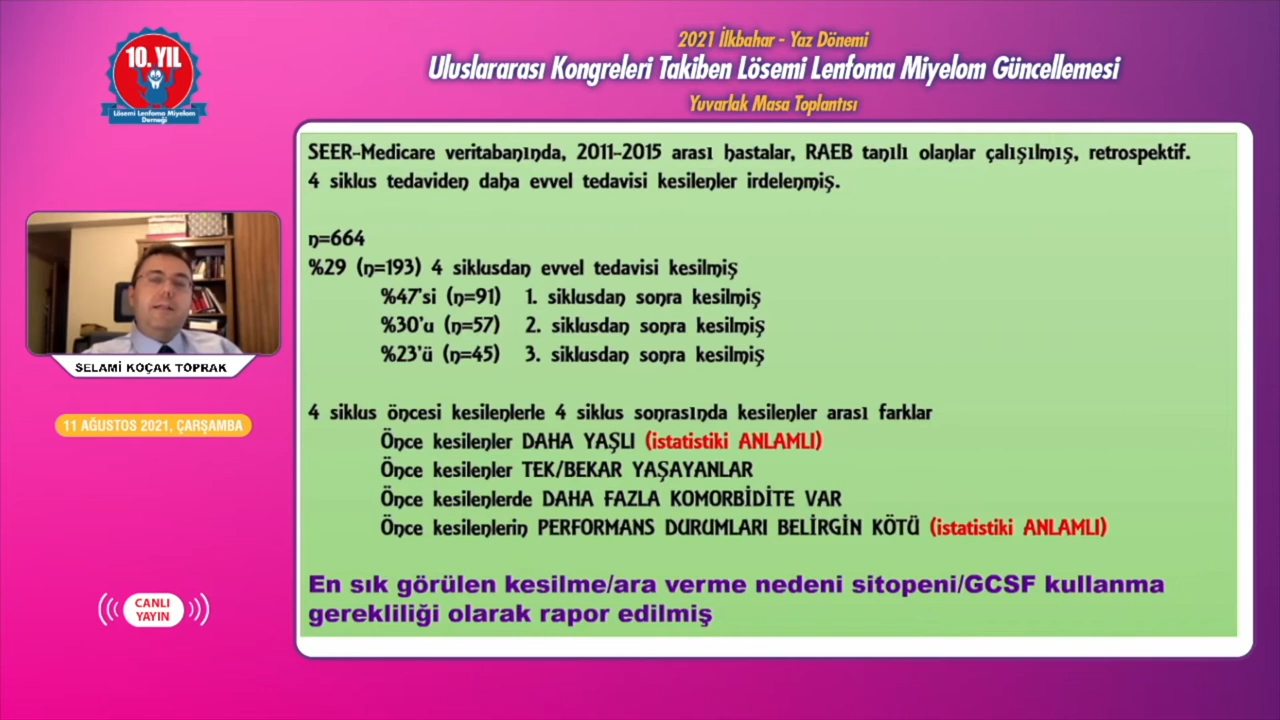 10. YIL
Lösemi Lenfoma Miyelom
Derneği
2021 İlkbahar - Yaz Dönemi
Uluslararası Kongreleri Takiben Lösemi Lenfoma Miyelom Güncellemesi
Yuvarlak Masa Toplantısı
SELAMİ KOÇAK TOPRAK
11 AĞUSTOS 2021, ÇARŞAMBA
CANLI
YAYIN
SEER-Medicare veritabanında, 2011-2015 arası hastalar, RAEB tanılı olanlar çalışılmış, retrospektif.
4 siklus tedaviden daha evvel tedavisi kesilenler irdelenmiş.
n=664
%29 (n=193) 4 siklusdan evvel tedavisi kesilmiş
%47'si (n=91) 1. siklusdan sonra kesilmiş
%30'u (n=57) 2. siklusdan sonra kesilmiş
%23'ü (n=45) 3. siklusdan sonra kesilmiş
4 siklus öncesi kesilenlerle 4 siklus sonrasında kesilenler arası farklar
Önce kesilenler DAHA YAŞLI (istatistiki ANLAMLI)
Önce kesilenler TEK/BEKAR YAŞAYANLAR
Önce kesilenlerde DAHA FAZLA KOMORBİDİTE VAR
Önce kesilenlerin PERFORMANS DURUMLARI BELİRGİN KÖTÜ (istatistiki ANLAMLI)
En sık görülen kesilme/ara verme nedeni sitopeni/GCSF kullanma
gerekliliği olarak rapor edilmiş